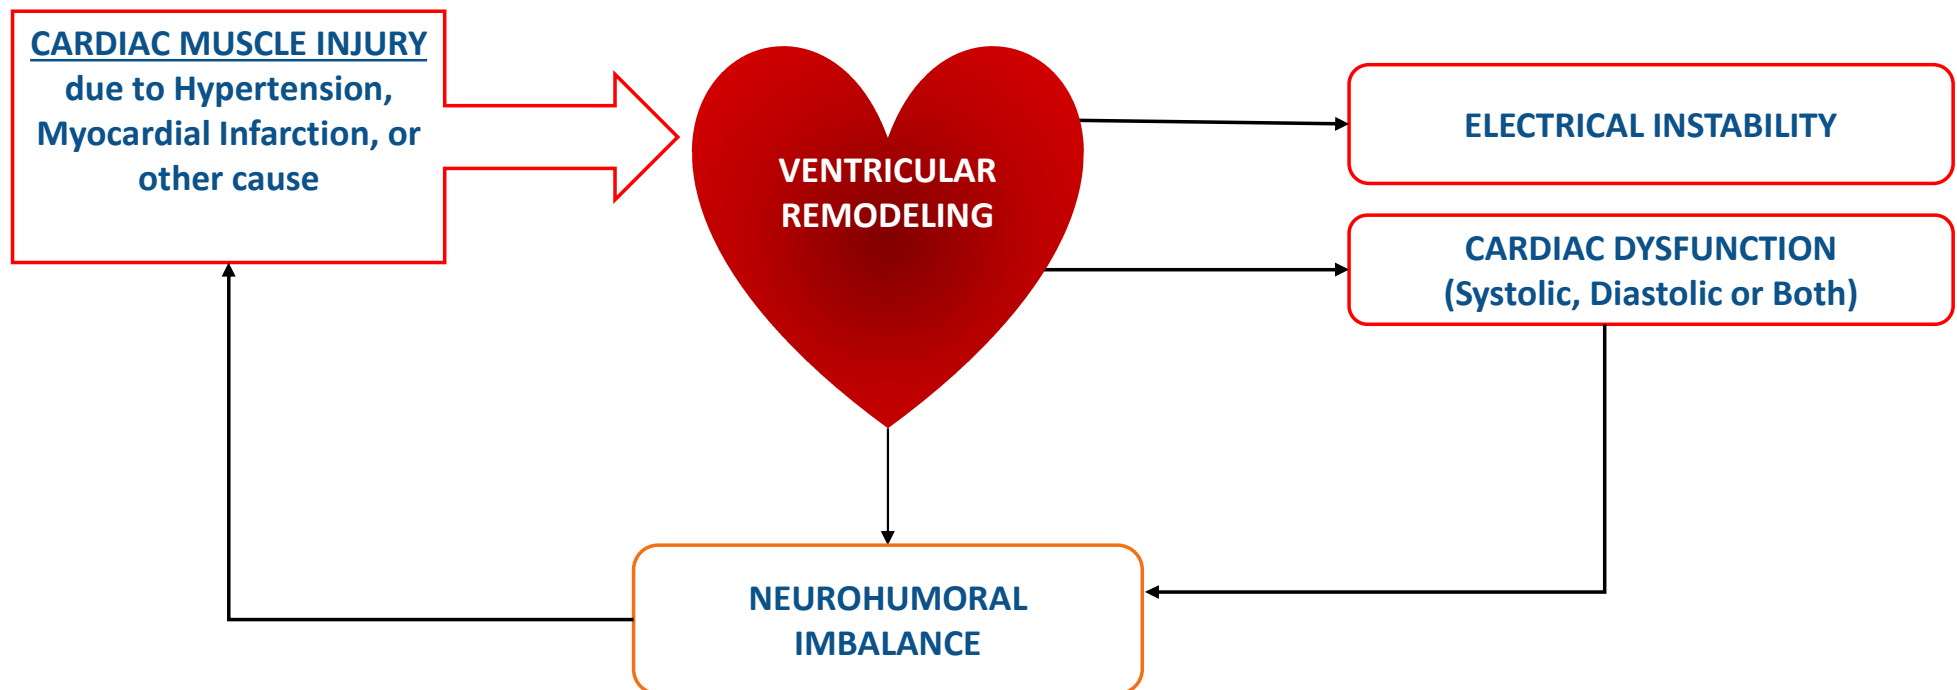 CARDIAC MUSCLE INJURY
due to Hypertension,
Myocardial Infarction, or
other cause
VENTRICULAR
REMODELING
ELECTRICAL INSTABILITY
CARDIAC DYSFUNCTION
(Systolic, Diastolic or Both)
NEUROHUMORAL
IMBALANCE